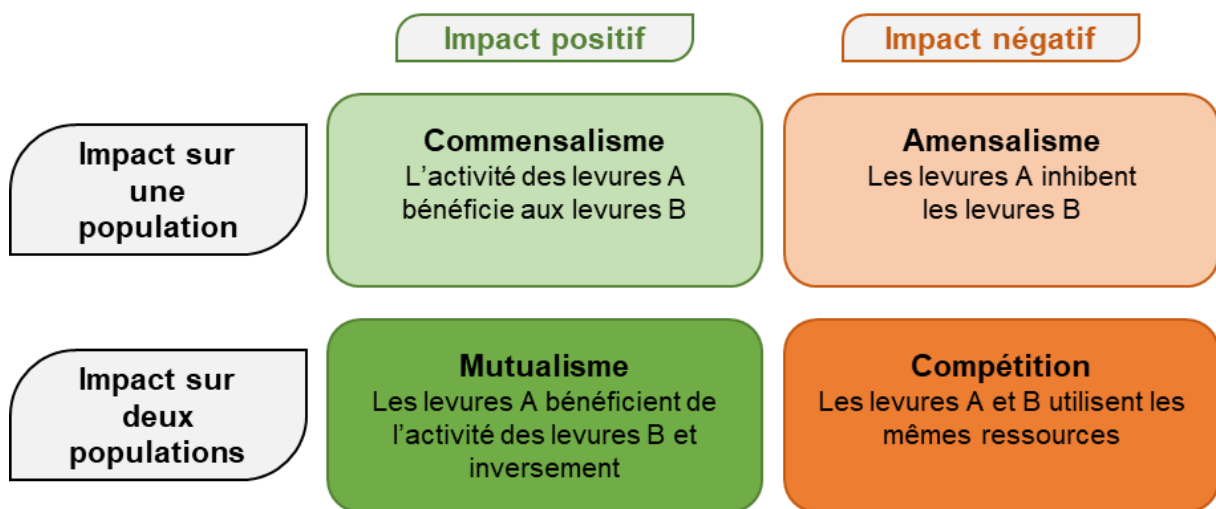 Impact positif
Impact négatif
Impact sur
une
population
Commensalisme
L’activité des levures A
bénéficie aux levures B
Amensalisme
Les levures A inhibent
les levures B
Impact sur
deux
populations
Mutualisme
Les levures A bénéficient de
l’activité des levures B et
inversement
Compétition
Les levures A et B utilisent les
mêmes ressources